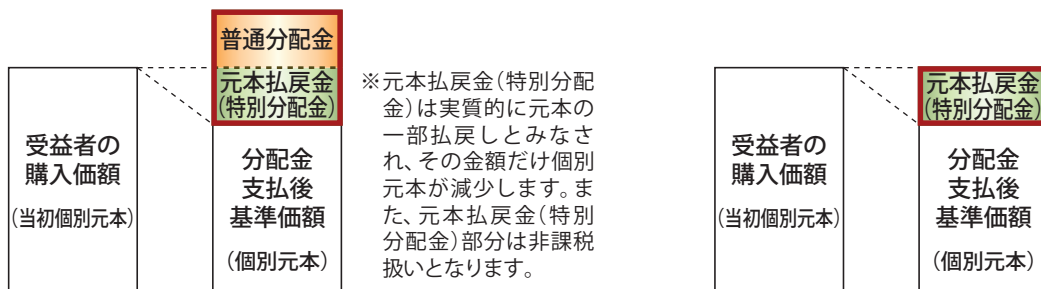 受益者の
購入価額
(当初個別元本)
普通分配金
元本払戻金
(特別分配金)
分配金
支払後
基準価額
(個別元本)
※元本払戻金(特別分配
金)は実質的に元本の
一部払戻しとみなさ
れ、その金額だけ個別
元本が減少します。ま
た、元本払戻金(特別
分配金)部分は非課税
扱いとなります。
受益者の
購入価額
(当初個別元本)
元本払戻金
(特別分配金)
分配金
支払後
基準価額
(個別元本)